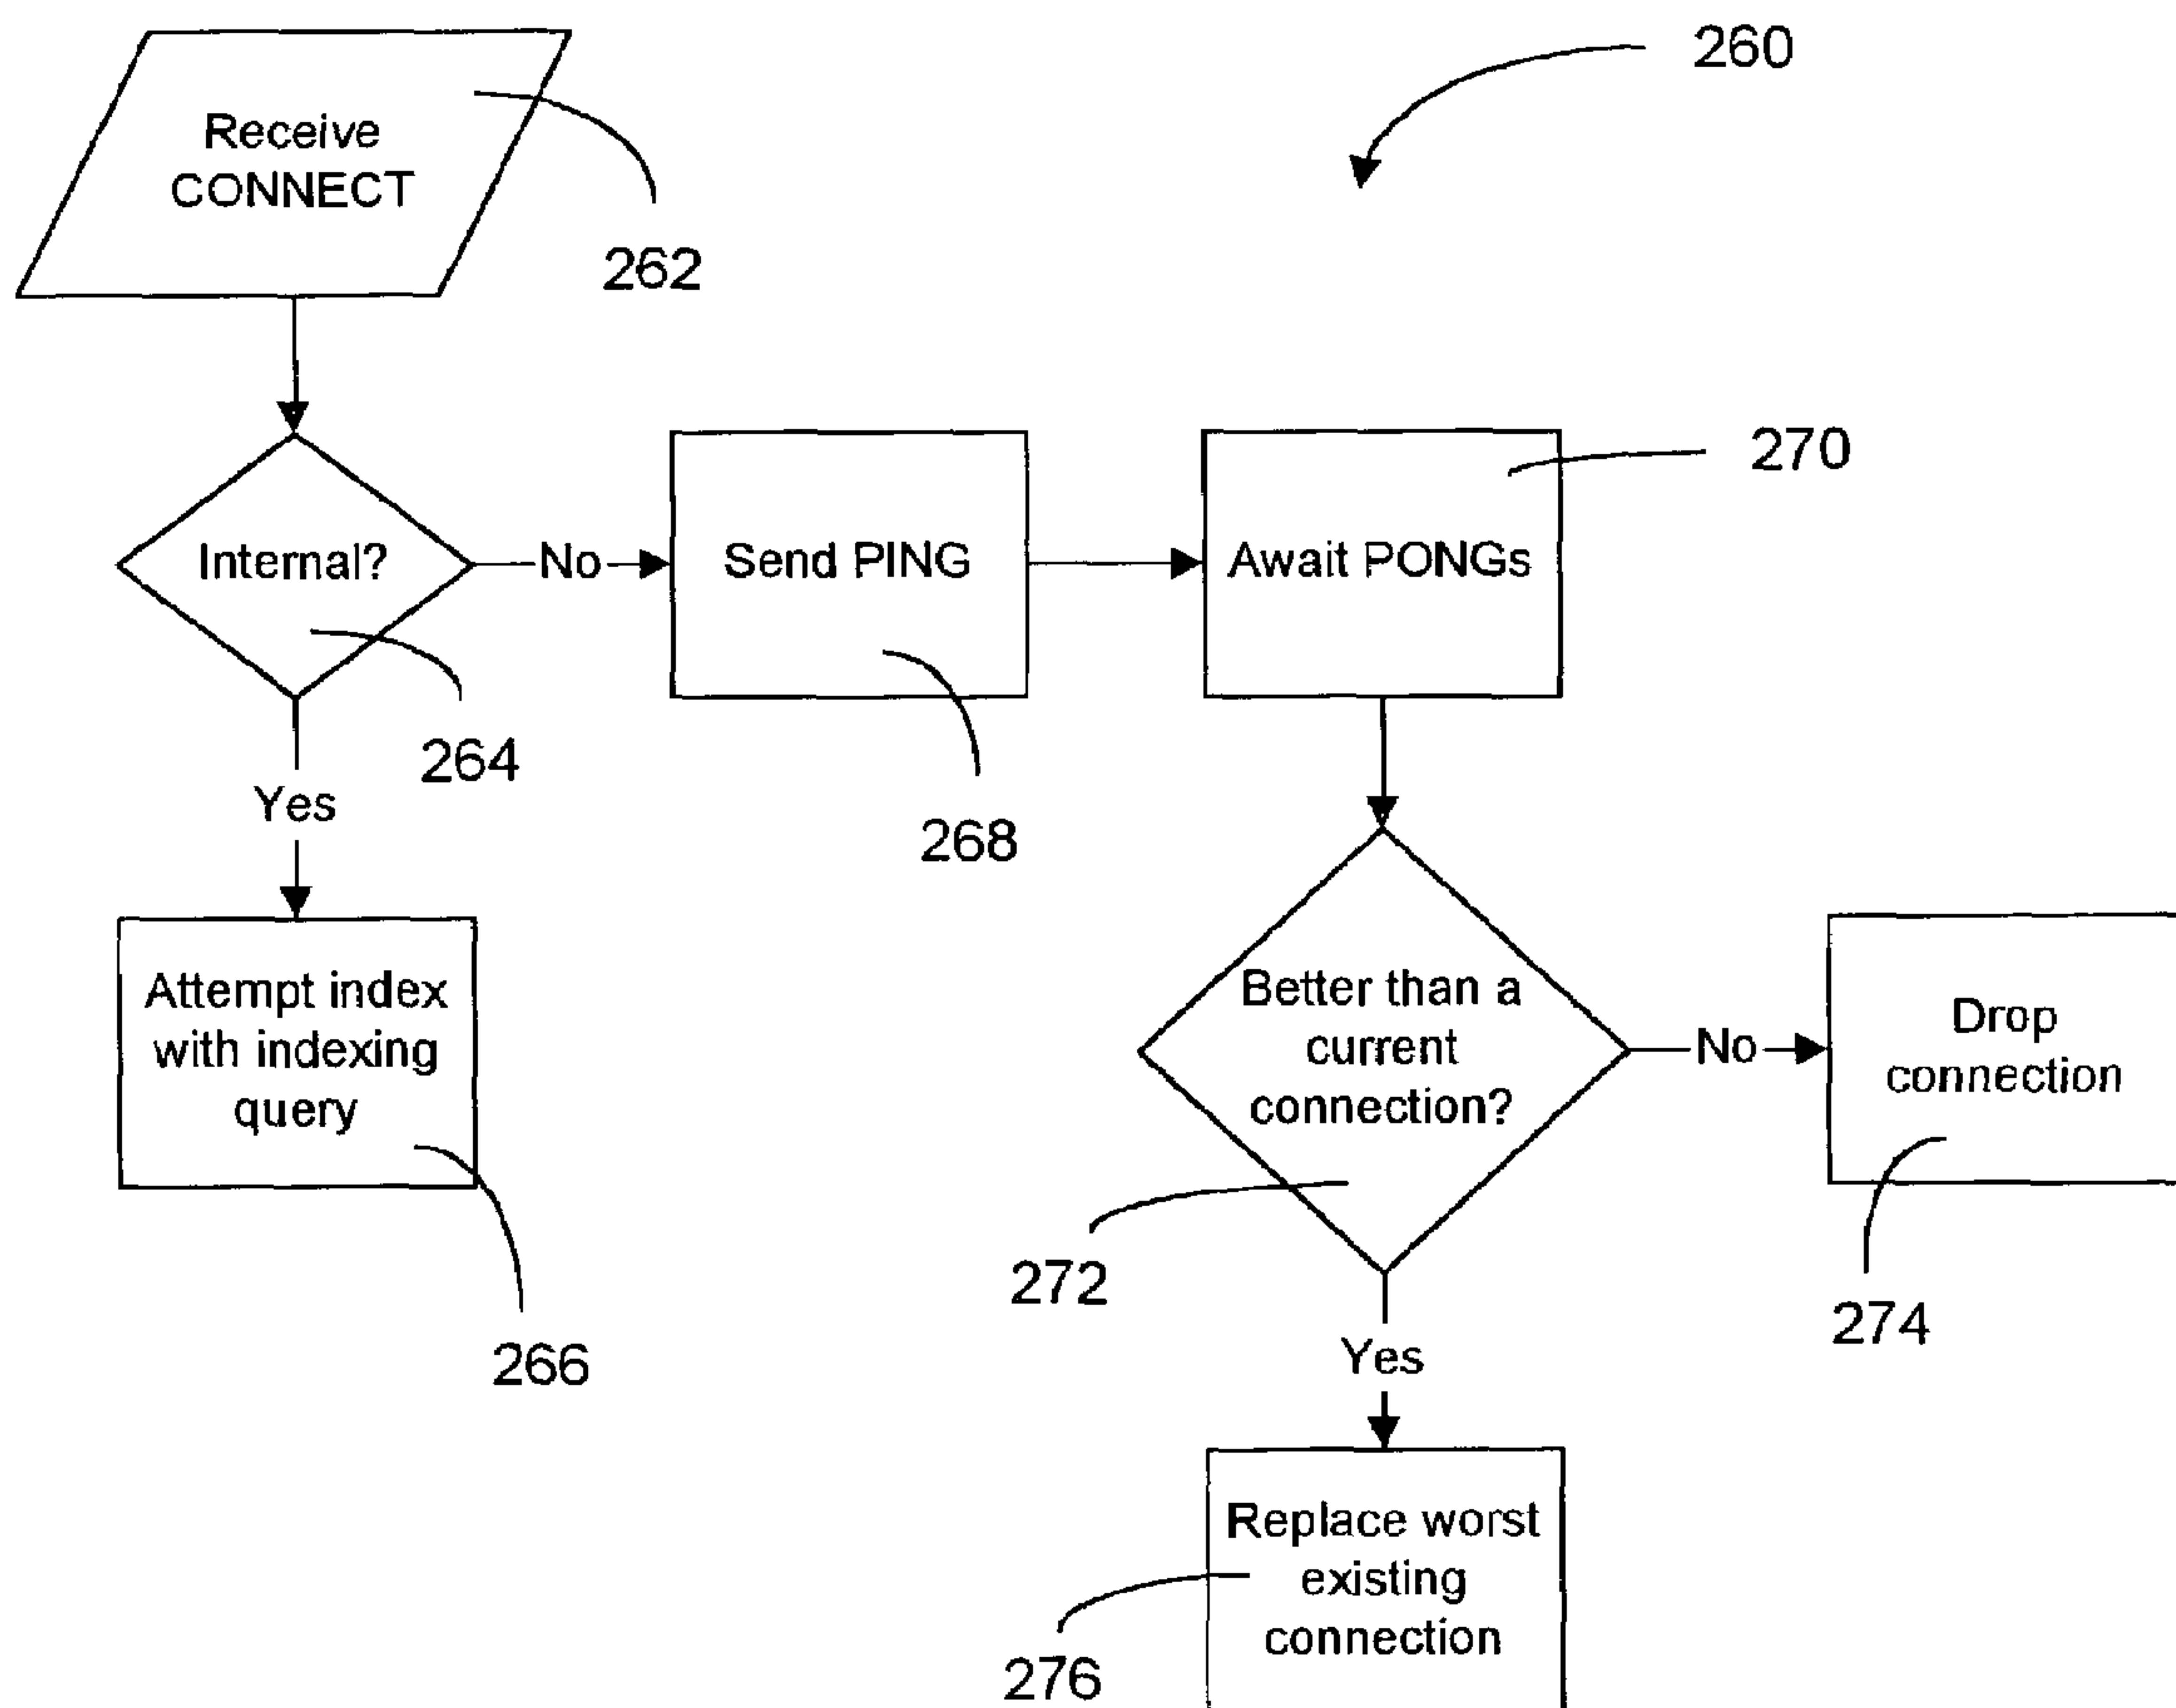 260
Receive
CONNECT
262
Internal?
No
Send PING
Await PONGs
270
264
Yes
268
Attempt index
with indexing
query
266
Better than a
current
connection?
No
Drop
connection
272
274
Yes
Replace worst
existing
connection
276